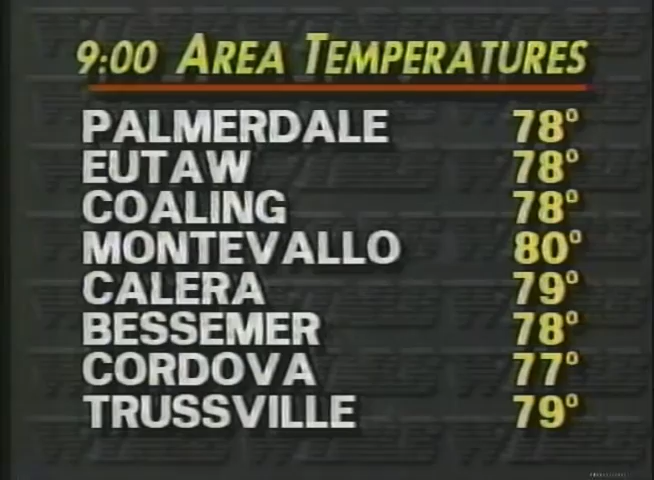 9:00 AREA TEMPERATURES
PALMERDALE 78°
EUTAW 78°
COALING 78°
MONTEVALLO 80°
CALERA 79°
BESSEMER 78°
CORDOVA 77°
TRUSSVILLE 79°